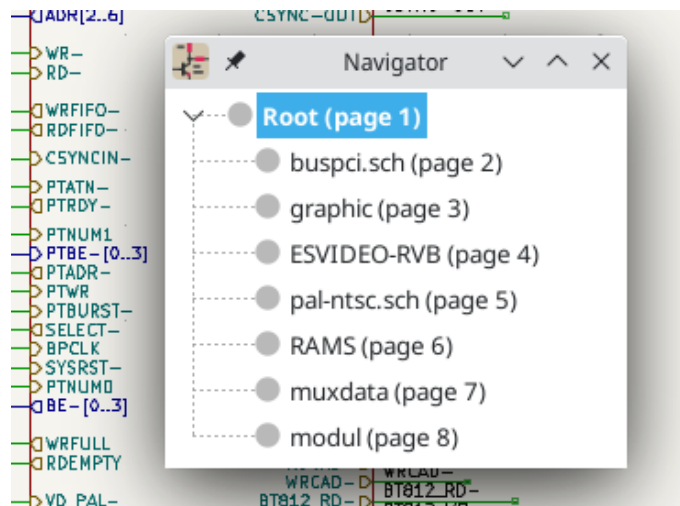 ADR[2..6]
CSYNC-OUT
WR-
RD-
WRFIFO-
RDFIFO-
CSYNCIN-
PTATN-
PTRDY-
PTNUM1
PTBE-[0..3]
PTADR-
PTWR
PTBURST-
SELECT-
BPCLK
SYSRST-
PTNUM0
BE-[0..3]
WRFULL
RDEMPTY
VD_PAL-
Navigator
Root (page 1)
buspci.sch (page 2)
graphic (page 3)
ESVIDEO-RVB (page 4)
pal-ntsc.sch (page 5)
RAMS (page 6)
muxdata (page 7)
modul (page 8)
WRCAD-
WRCAD-
BT812_RD-
BT812_RD-